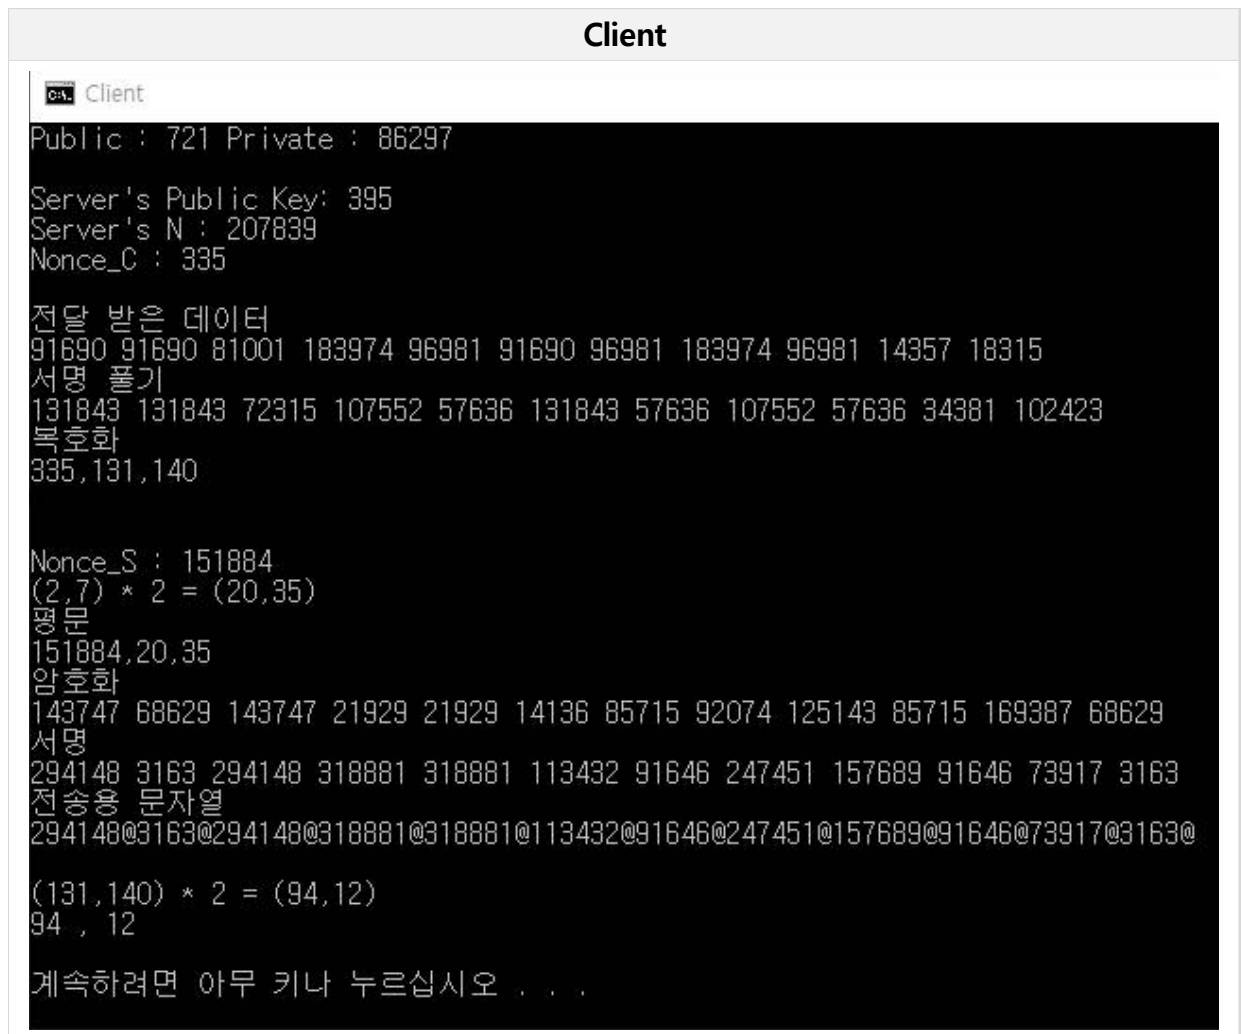 Client
Client
Public : 721 Private : 86297
Server's Public Key: 395
Server's N : 207839
Nonce_C : 335
전달 받은 데이터
91690 91690 81001 183974 96981 91690 96981 183974 96981 14357 18315
서명 풀기
131843 131843 72315 107552 57636 131843 57636 107552 57636 34381 102423
복호화
335,131,140
Nonce_S : 151884
(2,7) * 2 = (20,35)
평문
151884,20,35
암호화
143747 68629 143747 21929 21929 14136 85715 92074 125143 85715 169387 68629
서명
294148 3163 294148 318881 318881 113432 91646 247451 157689 91646 73917 3163
전송용 문자열
294148@3163@294148@318881@318881@113432@91646@247451@157689@91646@73917@3163@
(131,140) * 2 = (94,12)
94 , 12
계속하려면 아무 키나 누르십시오 . . .